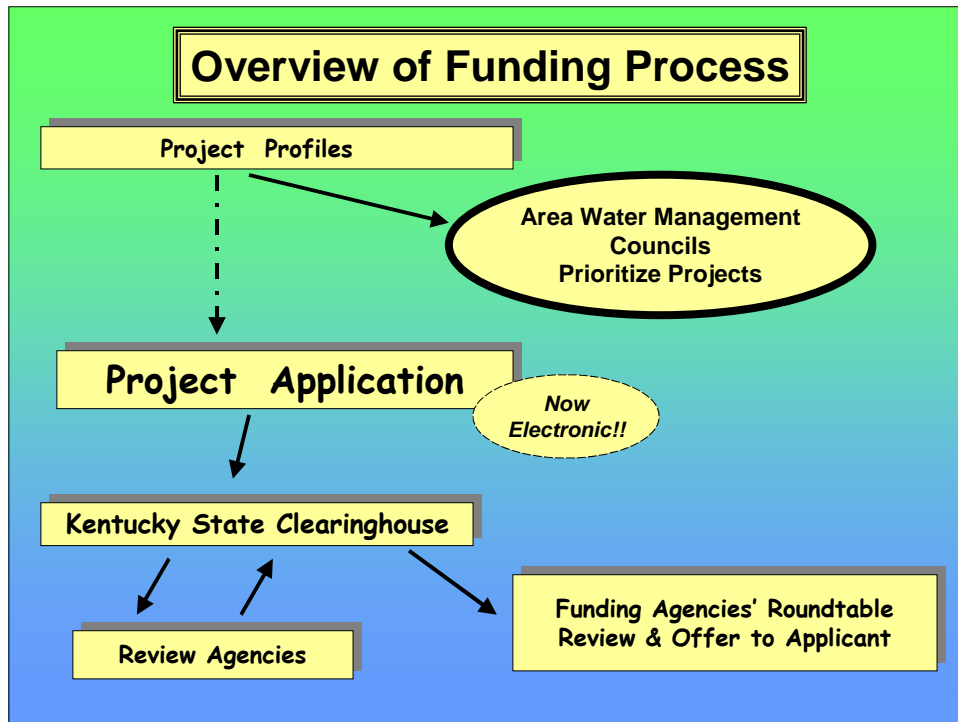 Overview of Funding Process
Project Profiles
Area Water Management
Councils
Prioritize Projects
Project Application
Now
Electronic!!
Kentucky State Clearinghouse
Funding Agencies’ Roundtable
Review & Offer to Applicant
Review Agencies